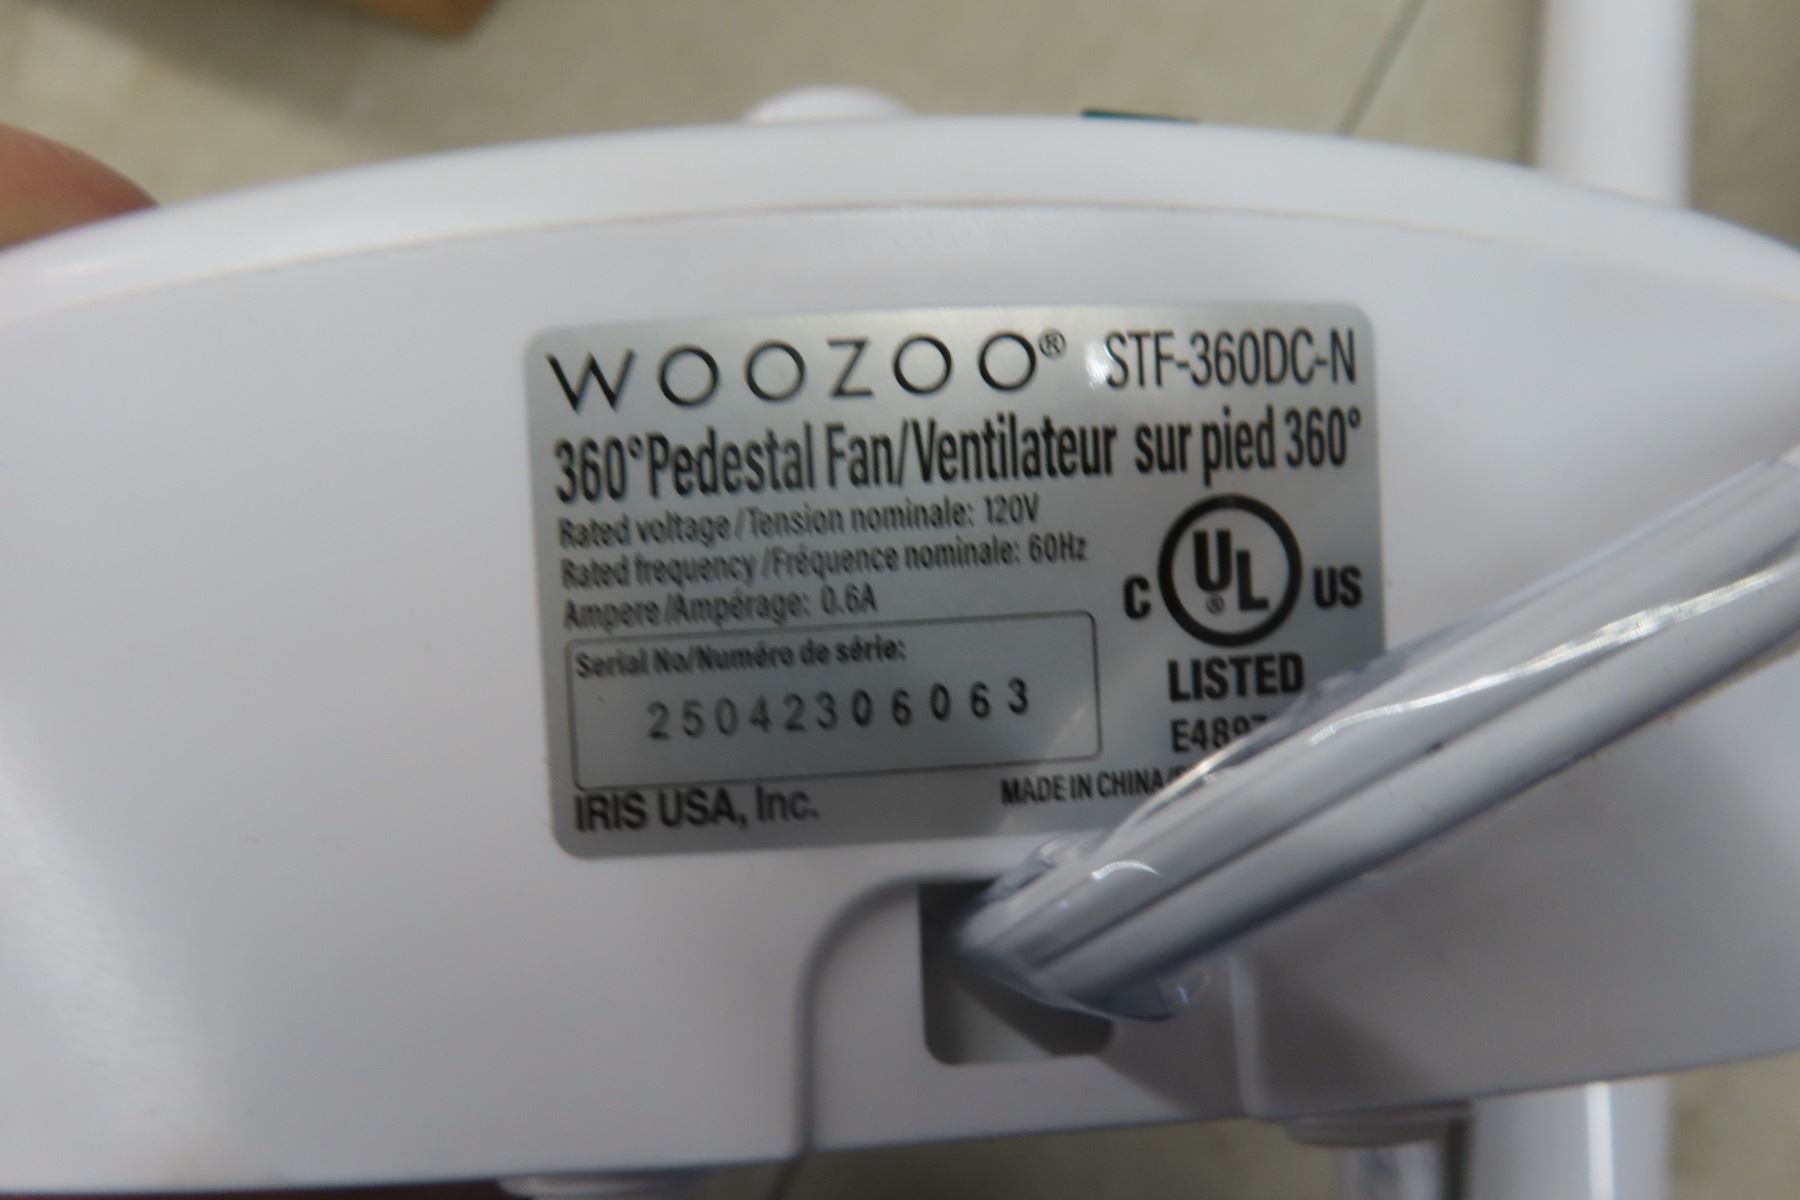 WOOZOO® STF-360DC-N
360°Pedestal Fan/Ventilateur sur pied 360°
Rated voltage/Tension nominale: 120V
Rated frequency/Fréquence nominale: 60Hz
Ampere/Ampérage: 0.6A
Serial No/Numéro de série:
25042306063
C UL® US
LISTED
IRIS USA, Inc.
MADE IN CHINA